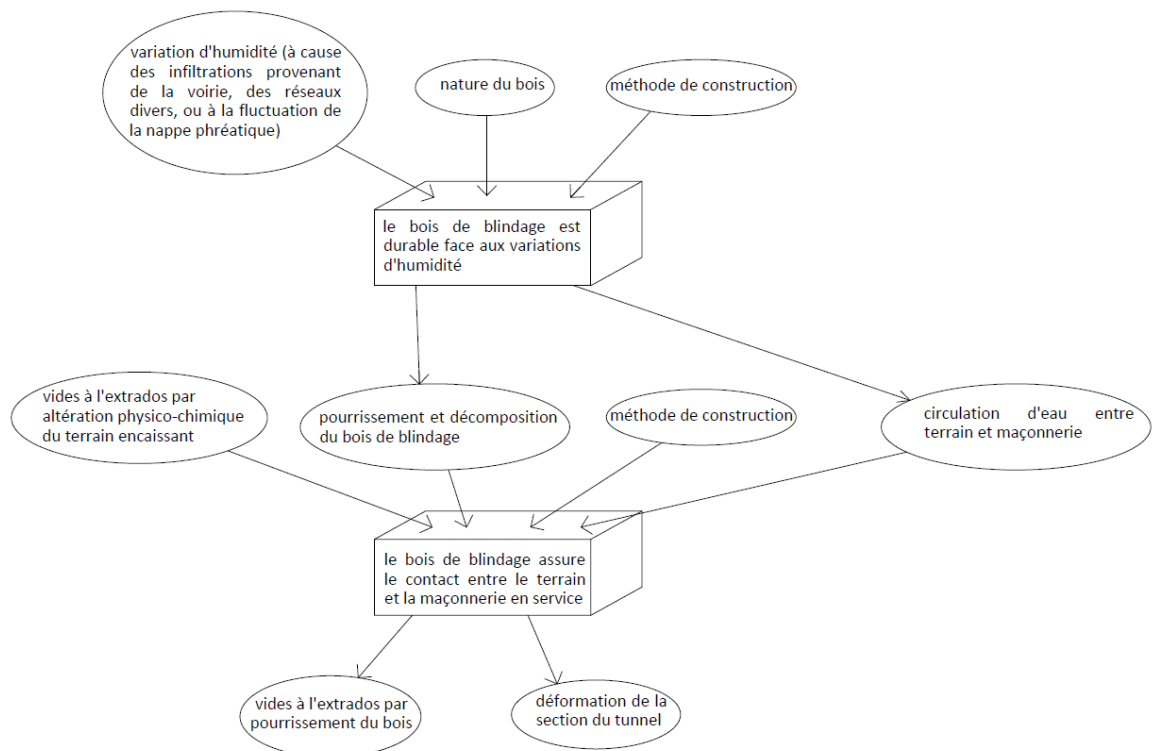 variation d'humidité (à cause
des infiltrations provenant
de la voirie, des réseaux
divers, ou à la fluctuation de
la nappe phréatique)
nature du bois
méthode de construction
le bois de blindage est
durable face aux variations
d'humidité
vides à l'extrados par
altération physico-chimique
du terrain encaissant
pourrissement et décomposition
du bois de blindage
méthode de construction
circulation d'eau entre
terrain et maçonnerie
le bois de blindage assure
le contact entre le terrain
et la maçonnerie en service
vides à l'extrados par
pourrissement du bois
déformation de la
section du tunnel